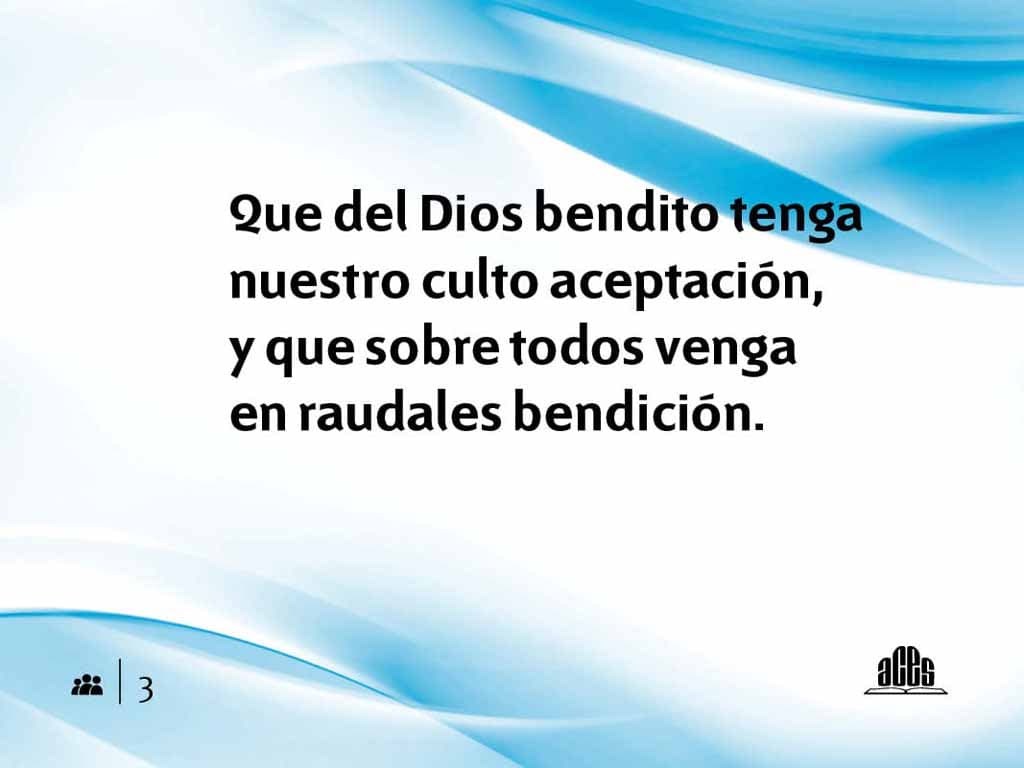 Que del Dios bendito tenga
nuestro culto aceptación,
y que sobre todos venga
en raudales bendición.
3
aces